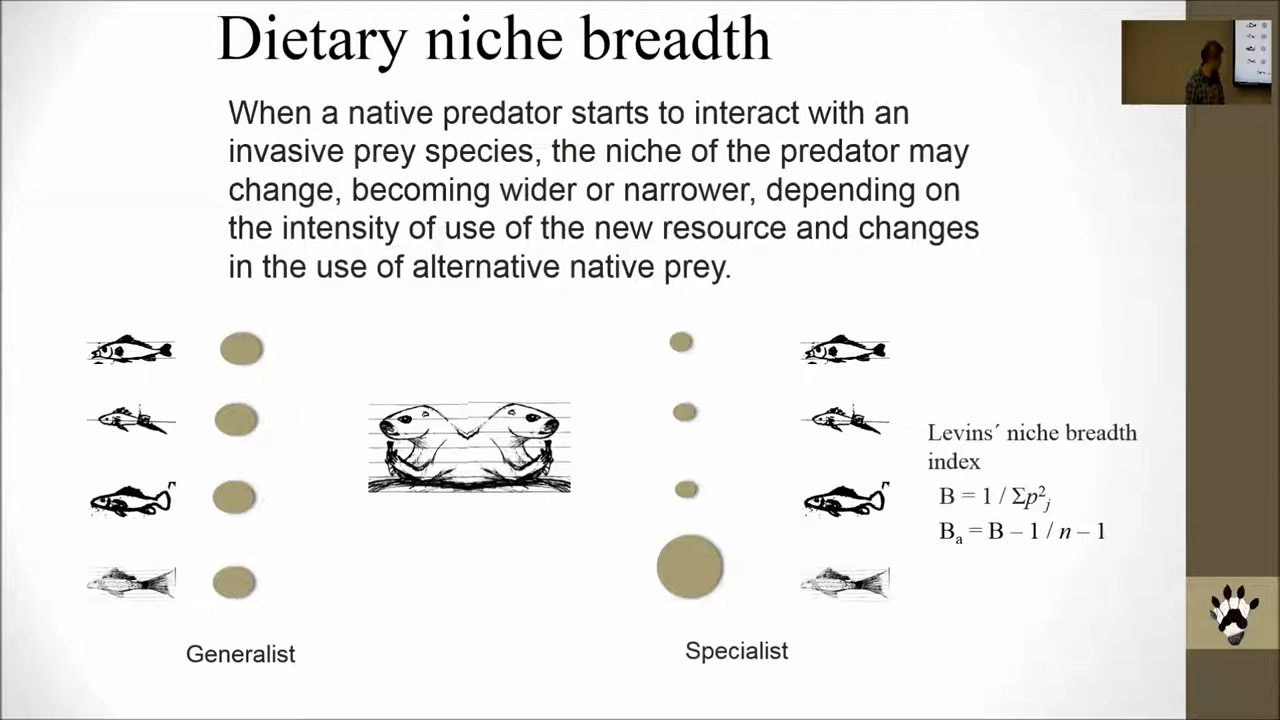 Dietary niche breadth
When a native predator starts to interact with an
invasive prey species, the niche of the predator may
change, becoming wider or narrower, depending on
the intensity of use of the new resource and changes
in the use of alternative native prey.
Levins´ niche breadth
index
B = 1 / Σp²ⱼ
Bₐ = B – 1 / n – 1
Generalist
Specialist